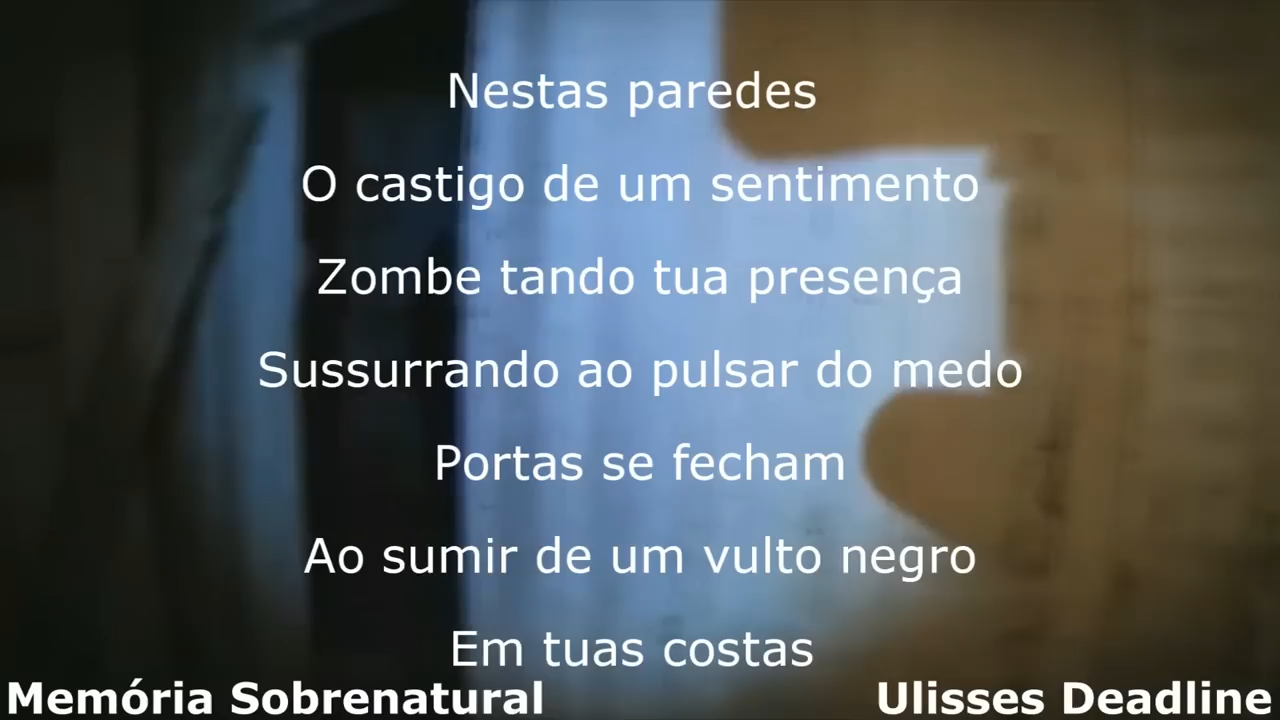 Nestas paredes
O castigo de um sentimento
Zombe tando tua presença
Sussurrando ao pulsar do medo
Portas se fecham
Ao sumir de um vulto negro
Em tuas costas
Memória Sobrenatural
Ulisses Deadline